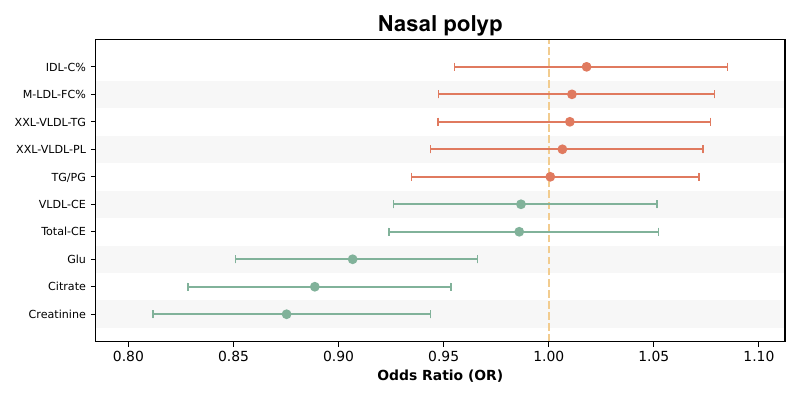 Nasal polyp
IDL-C%
M-LDL-FC%
XXL-VLDL-TG
XXL-VLDL-PL
TG/PG
VLDL-CE
Total-CE
Glu
Citrate
Creatinine
0.80 0.85 0.90 0.95 1.00 1.05 1.10
Odds Ratio (OR)